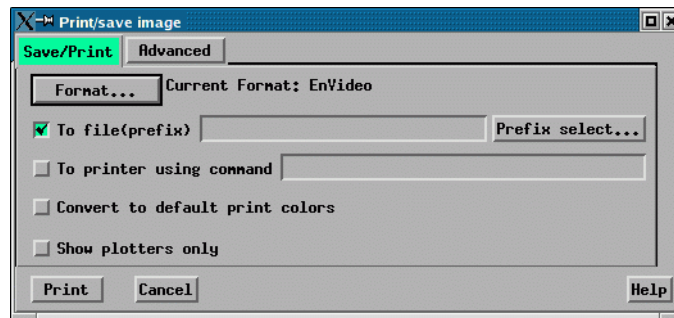 Print/save image
Save/Print Advanced
Format... Current Format: EnVideo
To file(prefix) Prefix select...
To printer using command
Convert to default print colors
Show plotters only
Print Cancel Help